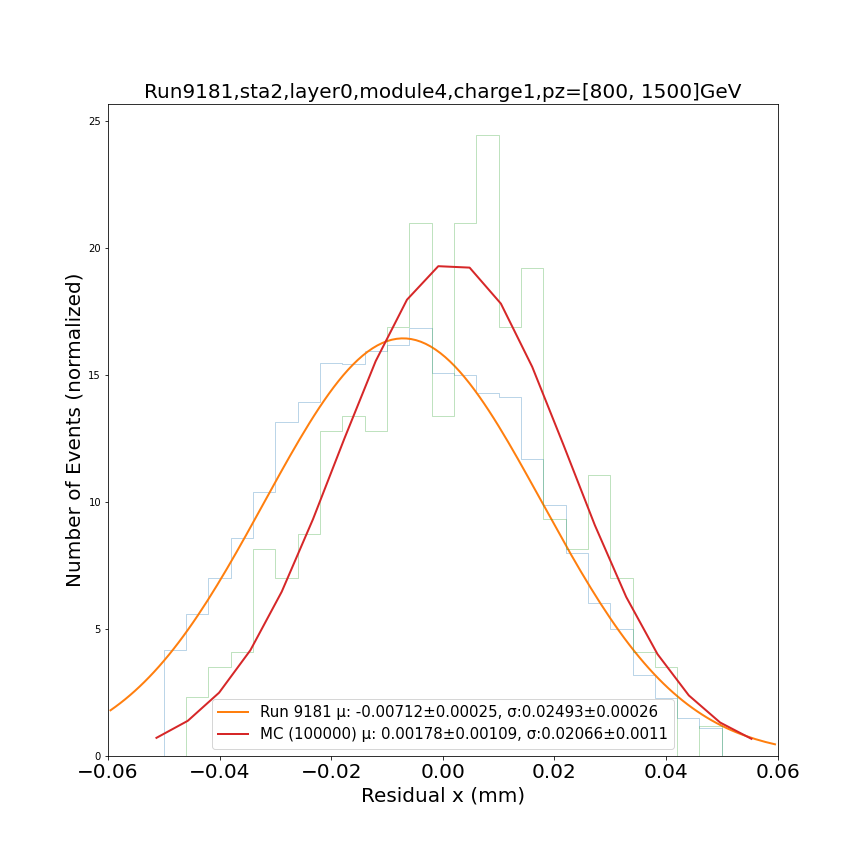 Run9181,sta2,layer0,module4,charge1,pz=[800, 1500]GeV
25
20
15
10
5
0
Number of Events (normalized)
Run 9181 μ: -0.00712±0.00025, σ:0.02493±0.00026
MC (100000) μ: 0.00178±0.00109, σ:0.02066±0.0011
−0.06 −0.04 −0.02 0.00 0.02 0.04 0.06
Residual x (mm)